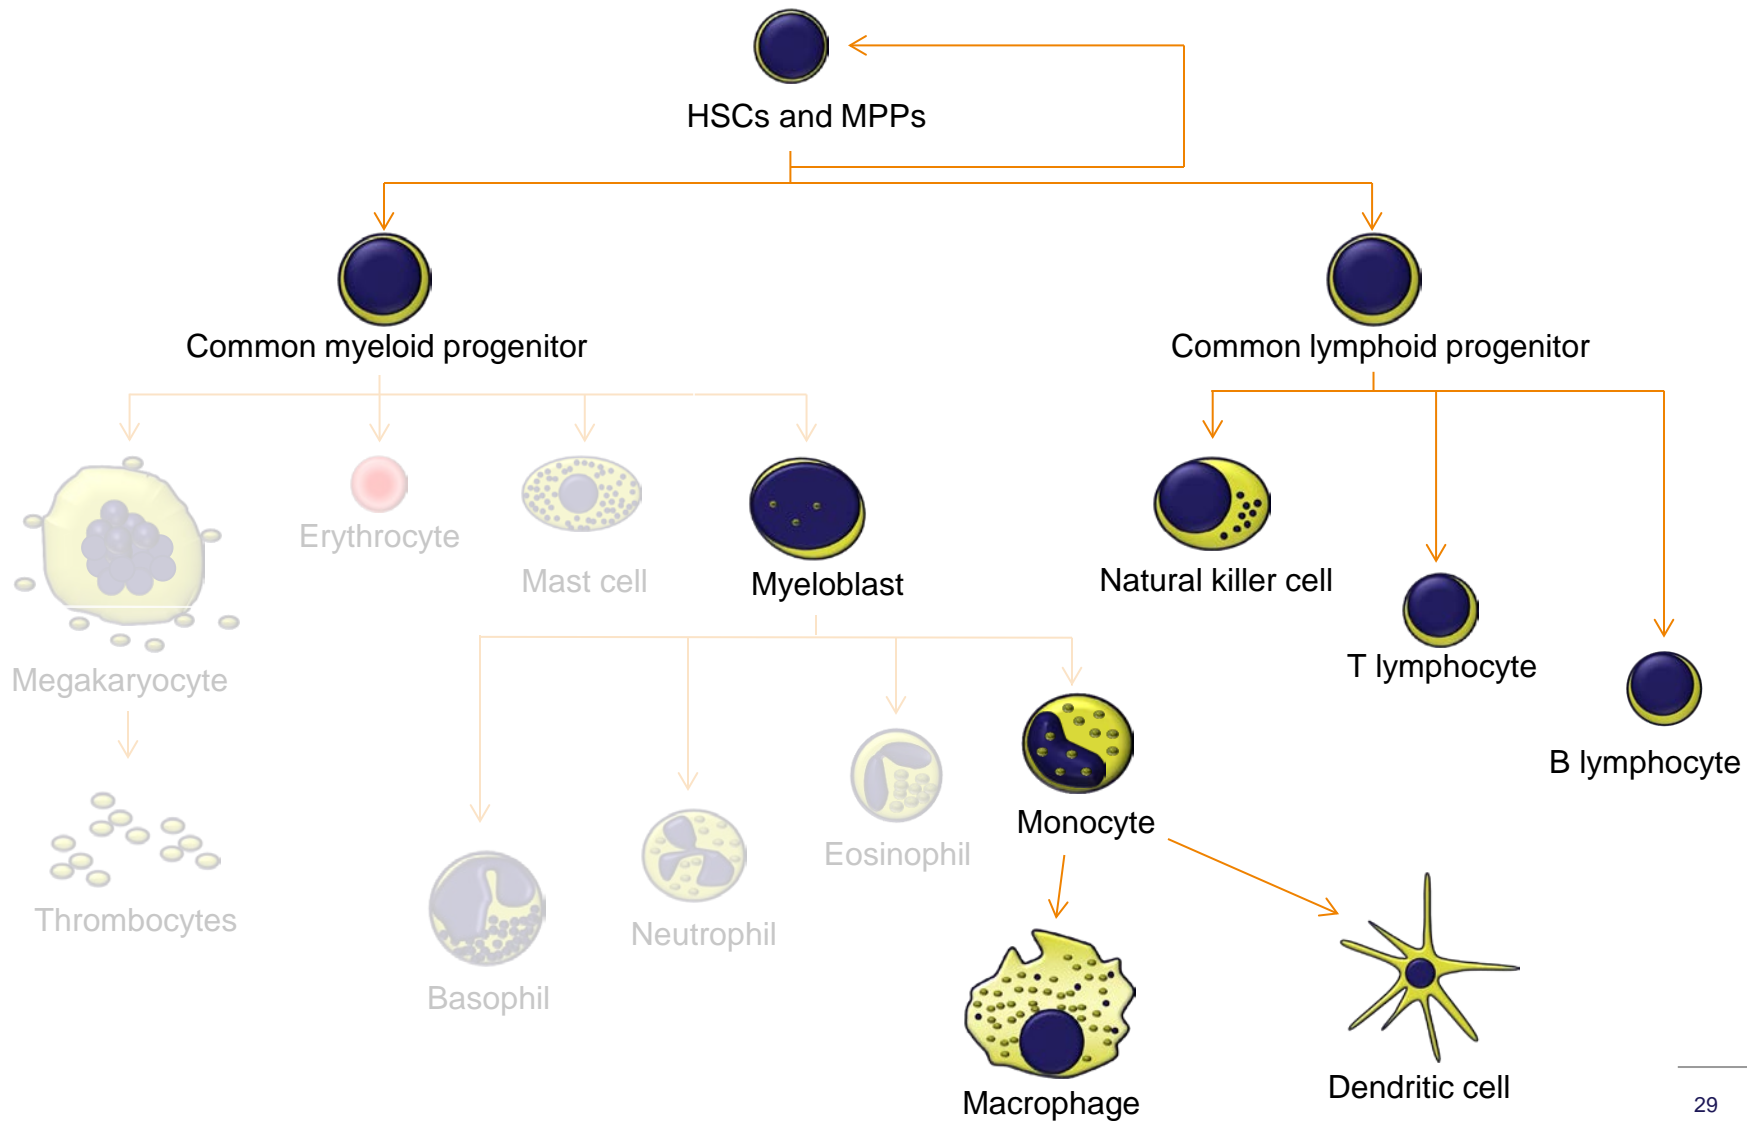 HSCs and MPPs
Common myeloid progenitor
Common lymphoid progenitor
Erythrocyte
Mast cell
Myeloblast
Natural killer cell
T lymphocyte
Megakaryocyte
B lymphocyte
Monocyte
Eosinophil
Thrombocytes
Neutrophil
Basophil
Dendritic cell
Macrophage
29